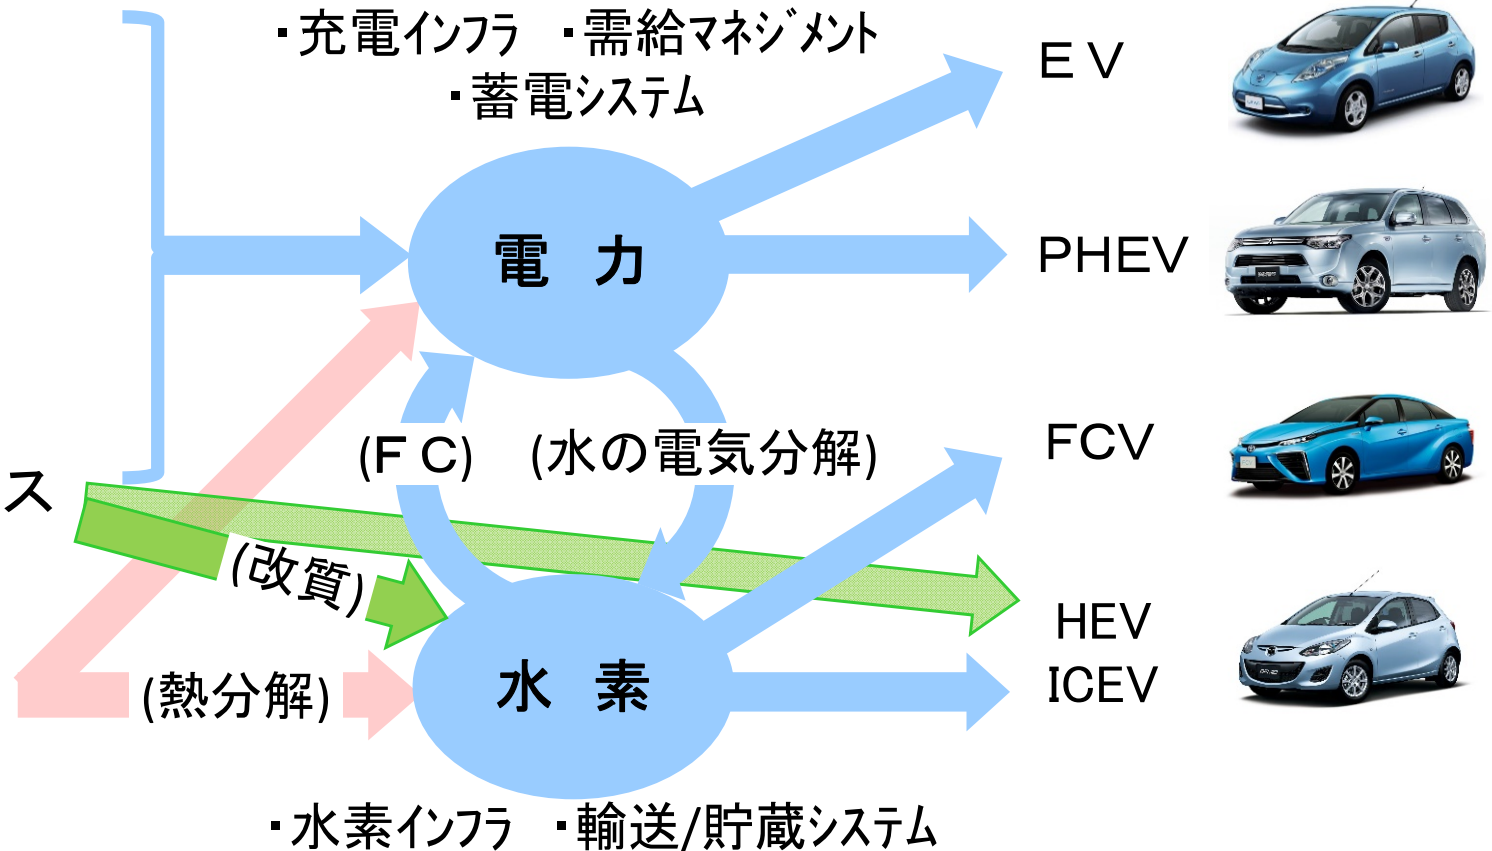 ・充電インフラ ・需給マネジメント
・蓄電システム
ＥＶ
電 力
PHEV
(ＦＣ) (水の電気分解)
FCV
ス
(改質)
HEV
ICEV
水 素
(熱分解)
・水素インフラ ・輸送/貯蔵システム